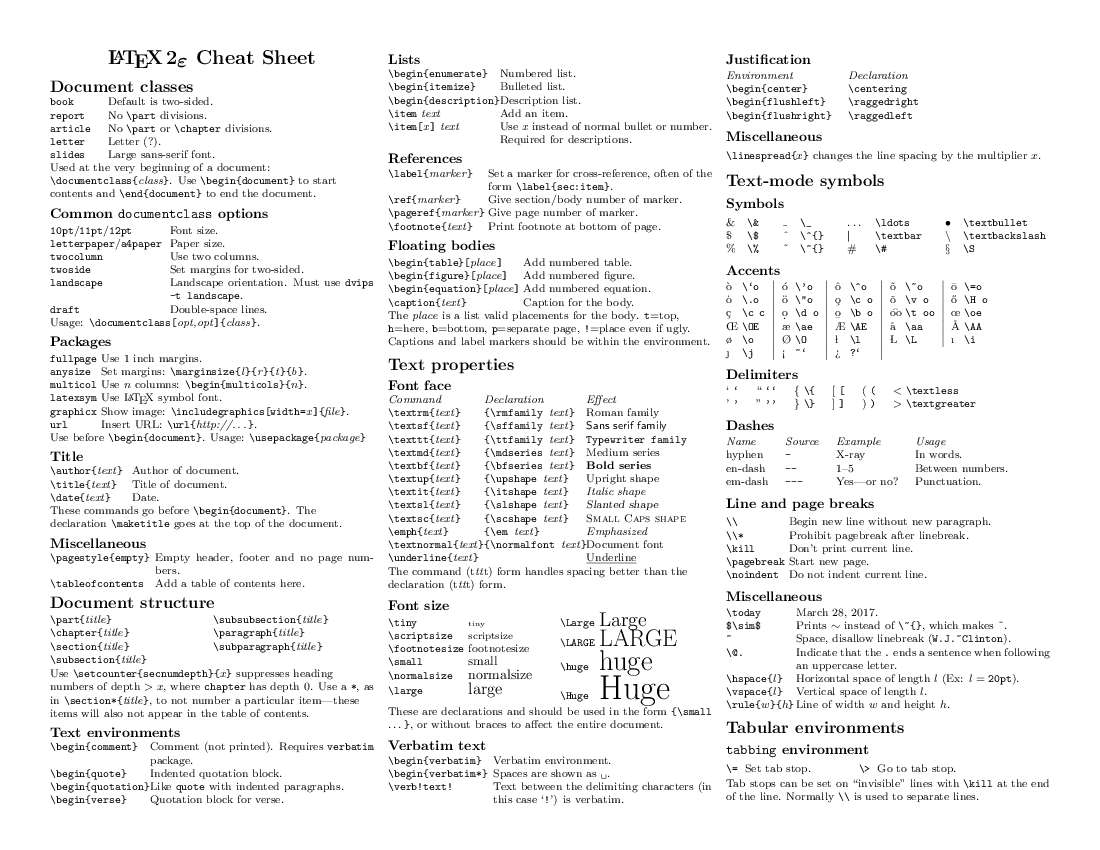 LATEX 2ε Cheat Sheet
Document classes
book Default is two-sided.
report No \part divisions.
article No \part or \chapter divisions.
letter Letter (?).
slides Large sans-serif font.
Used at the very beginning of a document:
\documentclass{class}. Use \begin{document} to start
contents and \end{document} to end the document.
Common documentclass options
10pt/11pt/12pt Font size.
letterpaper/a4paper Paper size.
twocolumn Use two columns.
twoside Set margins for two-sided.
landscape Landscape orientation. Must use dvips
-t landscape.
draft Double-space lines.
Usage: \documentclass[opt,opt]{class}.
Packages
fullpage Use 1 inch margins.
anysize Set margins: \marginsize{l}{r}{t}{b}.
multicol Use n columns: \begin{multicols}{n}.
latexsym Use LATEX symbol font.
graphicx Show image: \includegraphics[width=x]{file}.
url Insert URL: \url{http://...}.
Use before \begin{document}. Usage: \usepackage{package}
Title
\author{text} Author of document.
\title{text} Title of document.
\date{text} Date.
These commands go before \begin{document}. The
declaration \maketitle goes at the top of the document.
Miscellaneous
\pagestyle{empty} Empty header, footer and no page num-
bers.
\tableofcontents Add a table of contents here.
Document structure
\part{title} \subsubsection{title}
\chapter{title} \paragraph{title}
\section{title} \subparagraph{title}
\subsection{title}
Use \setcounter{secnumdepth}{x} suppresses heading
numbers of depth > x, where chapter has depth 0. Use a *, as
in \section*{title}, to not number a particular item—these
items will also not appear in the table of contents.
Text environments
\begin{comment} Comment (not printed). Requires verbatim
package.
\begin{quote} Indented quotation block.
\begin{quotation} Like quote with indented paragraphs.
\begin{verse} Quotation block for verse.
Lists
\begin{enumerate} Numbered list.
\begin{itemize} Bulleted list.
\begin{description} Description list.
\item text Add an item.
\item[x] text Use x instead of normal bullet or number.
Required for descriptions.
References
\label{marker} Set a marker for cross-reference, often of the
form \label{sec:item}.
\ref{marker} Give section/body number of marker.
\pageref{marker} Give page number of marker.
\footnote{text} Print footnote at bottom of page.
Floating bodies
\begin{table}[place] Add numbered table.
\begin{figure}[place] Add numbered figure.
\begin{equation}[place] Add numbered equation.
\caption{text} Caption for the body.
The place is a list valid placements for the body. t=top,
h=here, b=bottom, p=separate page, !=place even if ugly.
Captions and label markers should be within the environment.
Text properties
Font face
Command Declaration Effect
\textrm{text} {\rmfamily text} Roman family
\textsf{text} {\sffamily text} Sans serif family
\texttt{text} {\ttfamily text} Typewriter family
\textmd{text} {\mdseries text} Medium series
\textbf{text} {\bfseries text} Bold series
\textup{text} {\upshape text} Upright shape
\textit{text} {\itshape text} Italic shape
\textsl{text} {\slshape text} Slanted shape
\textsc{text} {\scshape text} Small Caps shape
\emph{text} {\em text} Emphasized
\textnormal{text} {\normalfont text} Document font
\underline{text} Underline
The command (tttt) form handles spacing better than the
declaration (tttt) form.
Font size
\tiny tiny
\scriptsize scriptsize
\footnotesize footnotesize
\small small
\normalsize normalsize
\large large
\Large Large
\LARGE LARGE
\huge huge
\Huge Huge
These are declarations and should be used in the form {\small
...}, or without braces to affect the entire document.
Verbatim text
\begin{verbatim} Verbatim environment.
\begin{verbatim*} Spaces are shown as ␣.
\verb!text! Text between the delimiting characters (in
this case ‘!’) is verbatim.
Justification
Environment Declaration
\begin{center} \centering
\begin{flushleft} \raggedright
\begin{flushright} \raggedleft
Miscellaneous
\linespread{x} changes the line spacing by the multiplier x.
Text-mode symbols
Symbols
& \& _ \_ ... \ldots • \textbullet
$ \$ ˆ \^{} | \textbar \ \textbackslash
% \% ˜ \~{} # \# § \S
Accents
ò \`o ó \'o ô \^o õ \~o ō \=o
ȯ \.o ö \"o ǫ \c o ǒ \v o ő \H o
ç \c c ọ \d o o̱ \b o o͡o \t oo œ \oe
Œ \OE æ \ae Æ \AE å \aa Å \AA
ø \o Ø \O ł \l Ł \L ı \i
ȷ \j ¡ ~‘ ¿ ?‘
Delimiters
‘ ‘ “ ‘‘ { \{ [ [ ( ( < \textless
’ ’ ” ’’ } \} ] ] ) ) > \textgreater
Dashes
Name Source Example Usage
hyphen - X-ray In words.
en-dash -- 1–5 Between numbers.
em-dash --- Yes—or no? Punctuation.
Line and page breaks
\\ Begin new line without new paragraph.
\\* Prohibit pagebreak after linebreak.
\kill Don't print current line.
\pagebreak Start new page.
\noindent Do not indent current line.
Miscellaneous
\today March 28, 2017.
$\sim$ Prints ∼ instead of \~{}, which makes ˜.
~ Space, disallow linebreak (W.J.~Clinton).
\@. Indicate that the . ends a sentence when following
an uppercase letter.
\hspace{l} Horizontal space of length l (Ex: l = 20pt).
\vspace{l} Vertical space of length l.
\rule{w}{h} Line of width w and height h.
Tabular environments
tabbing environment
\= Set tab stop. \> Go to tab stop.
Tab stops can be set on “invisible” lines with \kill at the end
of the line. Normally \\ is used to separate lines.